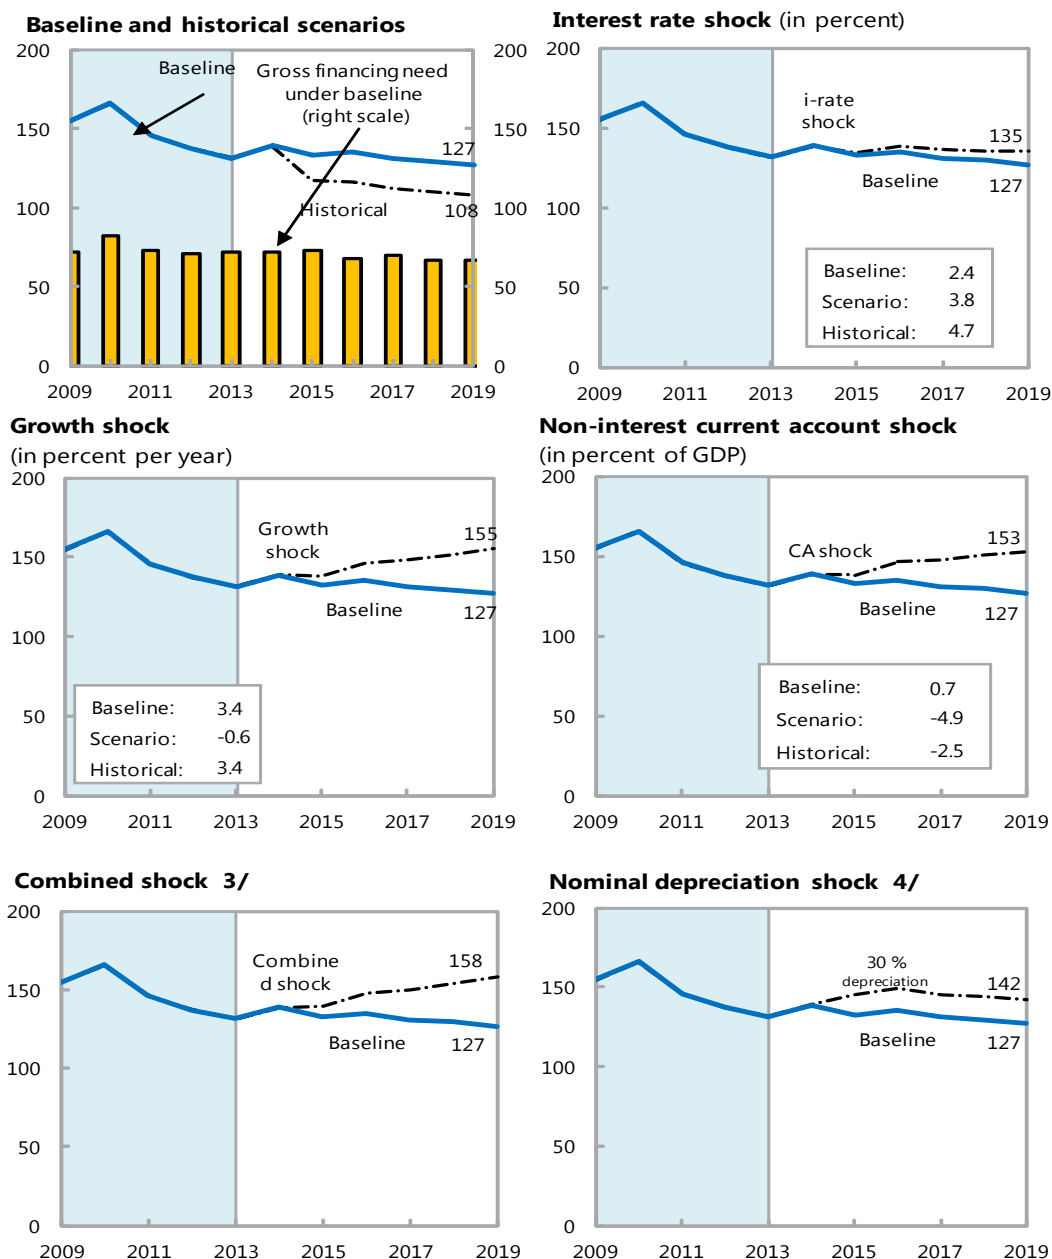 Baseline and historical scenarios
200
150
100
50
0
200
150
100
50
0
Baseline
Gross financing need
under baseline
(right scale)
127
Historical
108
2009 2011 2013 2015 2017 2019
Interest rate shock (in percent)
200
150
100
50
0
i-rate
shock
135
Baseline
127
Baseline: 2.4
Scenario: 3.8
Historical: 4.7
2009 2011 2013 2015 2017 2019
Growth shock
(in percent per year)
200
150
100
50
0
Growth
shock
155
Baseline
127
Baseline: 3.4
Scenario: -0.6
Historical: 3.4
2009 2011 2013 2015 2017 2019
Non-interest current account shock
(in percent of GDP)
200
150
100
50
0
CA shock
153
Baseline
127
Baseline: 0.7
Scenario: -4.9
Historical: -2.5
2009 2011 2013 2015 2017 2019
Combined shock 3/
200
150
100
50
0
Combine
d shock
158
Baseline
127
2009 2011 2013 2015 2017 2019
Nominal depreciation shock 4/
200
150
100
50
0
30 %
depreciation
142
Baseline
127
2009 2011 2013 2015 2017 2019